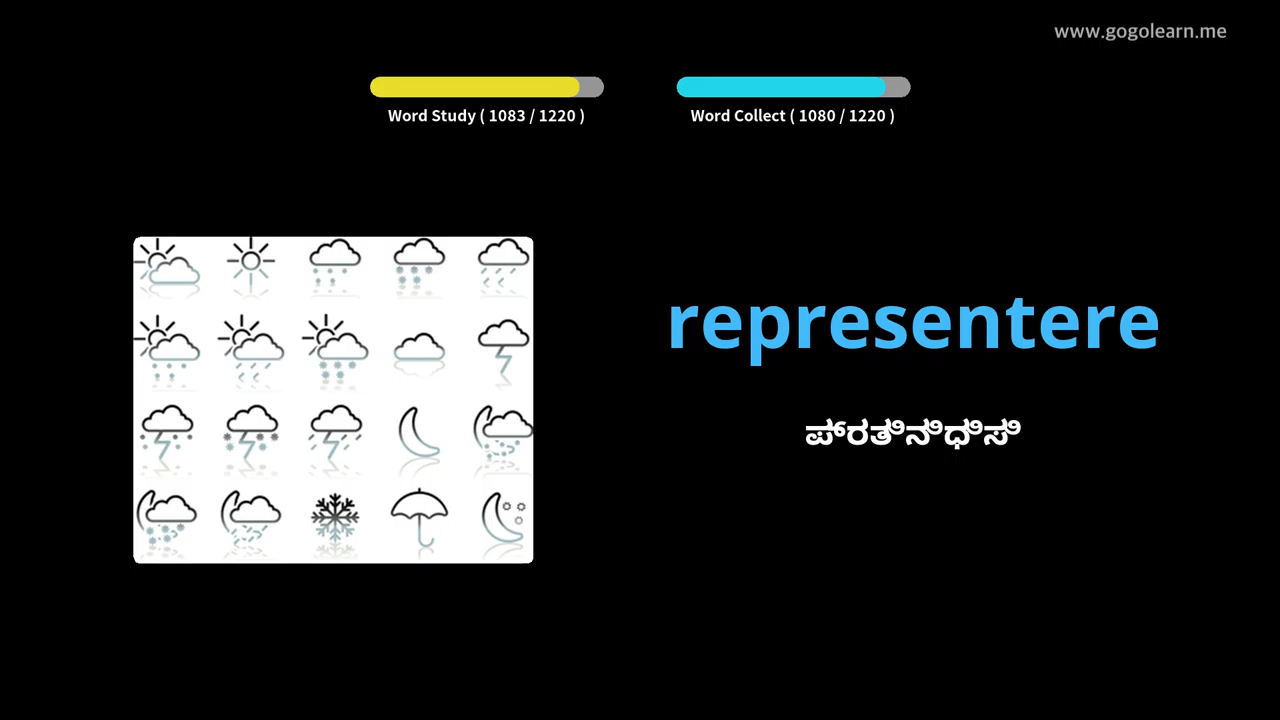 www.gogolearn.me
Word Study ( 1083 / 1220 )
Word Collect ( 1080 / 1220 )
representere
ಪ್ರತಿನಿಧಿಸಿ